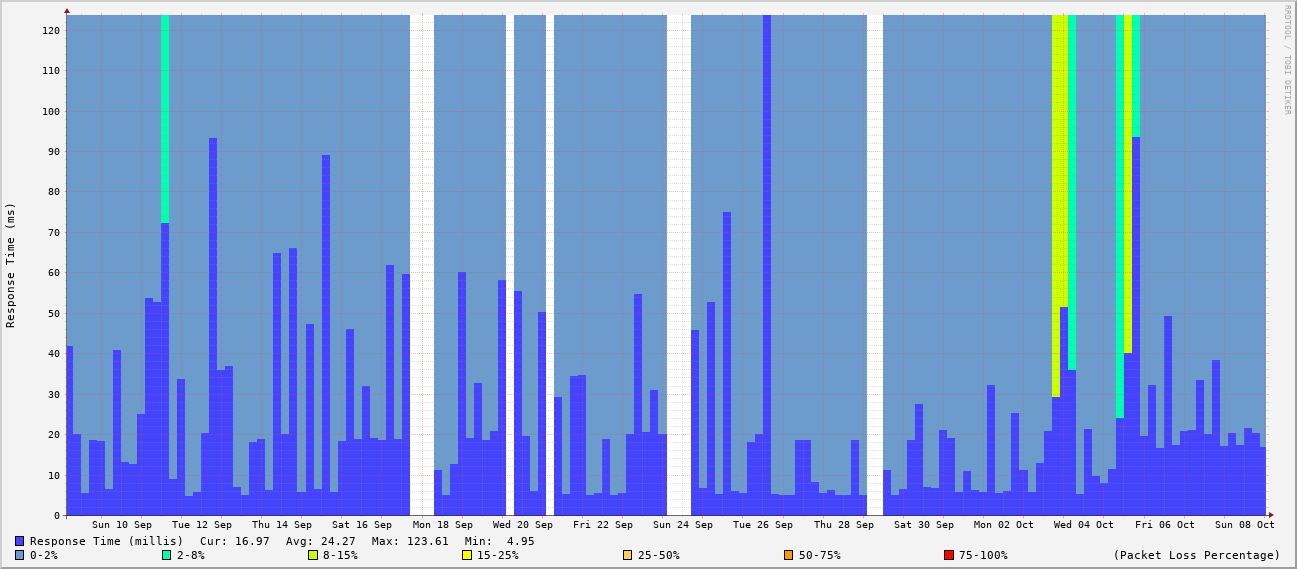 RRDTOOL / TOBI OETIKER
Response Time (ms)
120
110
100
90
80
70
60
50
40
30
20
10
0
Sun 10 Sep Tue 12 Sep Thu 14 Sep Sat 16 Sep Mon 18 Sep Wed 20 Sep Fri 22 Sep Sun 24 Sep Tue 26 Sep Thu 28 Sep Sat 30 Sep Mon 02 Oct Wed 04 Oct Fri 06 Oct Sun 08 Oct
Response Time (millis) Cur: 16.97 Avg: 24.27 Max: 123.61 Min: 4.95
0-2% 2-8% 8-15% 15-25% 25-50% 50-75% 75-100% (Packet Loss Percentage)